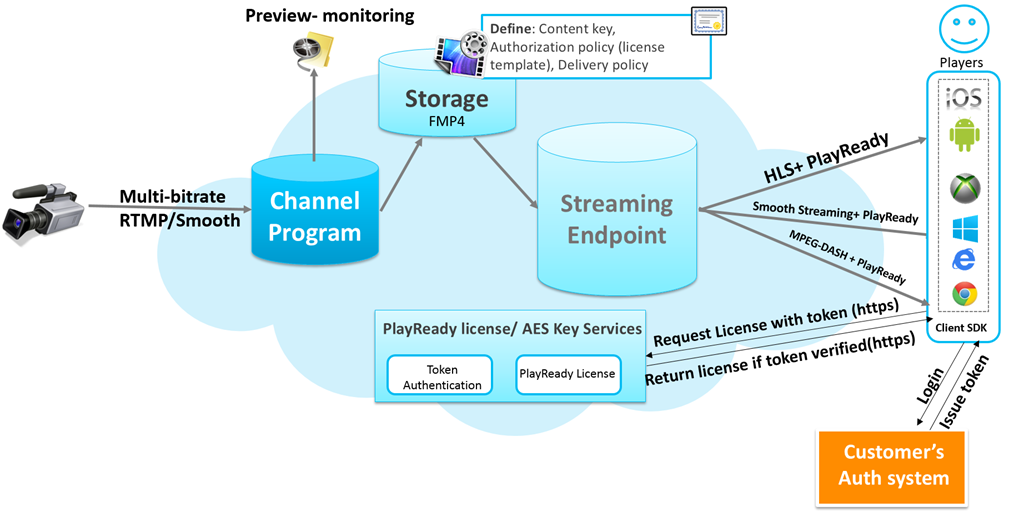 Preview- monitoring
Define: Content key,
Authorization policy (license
template), Delivery policy
Players
Storage
FMP4
iOS
Multi-bitrate
RTMP/Smooth
Channel
Program
Streaming
Endpoint
HLS+ PlayReady
Smooth Streaming+ PlayReady
MPEG-DASH + PlayReady
Client SDK
PlayReady license/ AES Key Services
Token
Authentication
PlayReady License
Request License with token (https)
Return license if token verified(https)
Login
Issue token
Customer's
Auth system